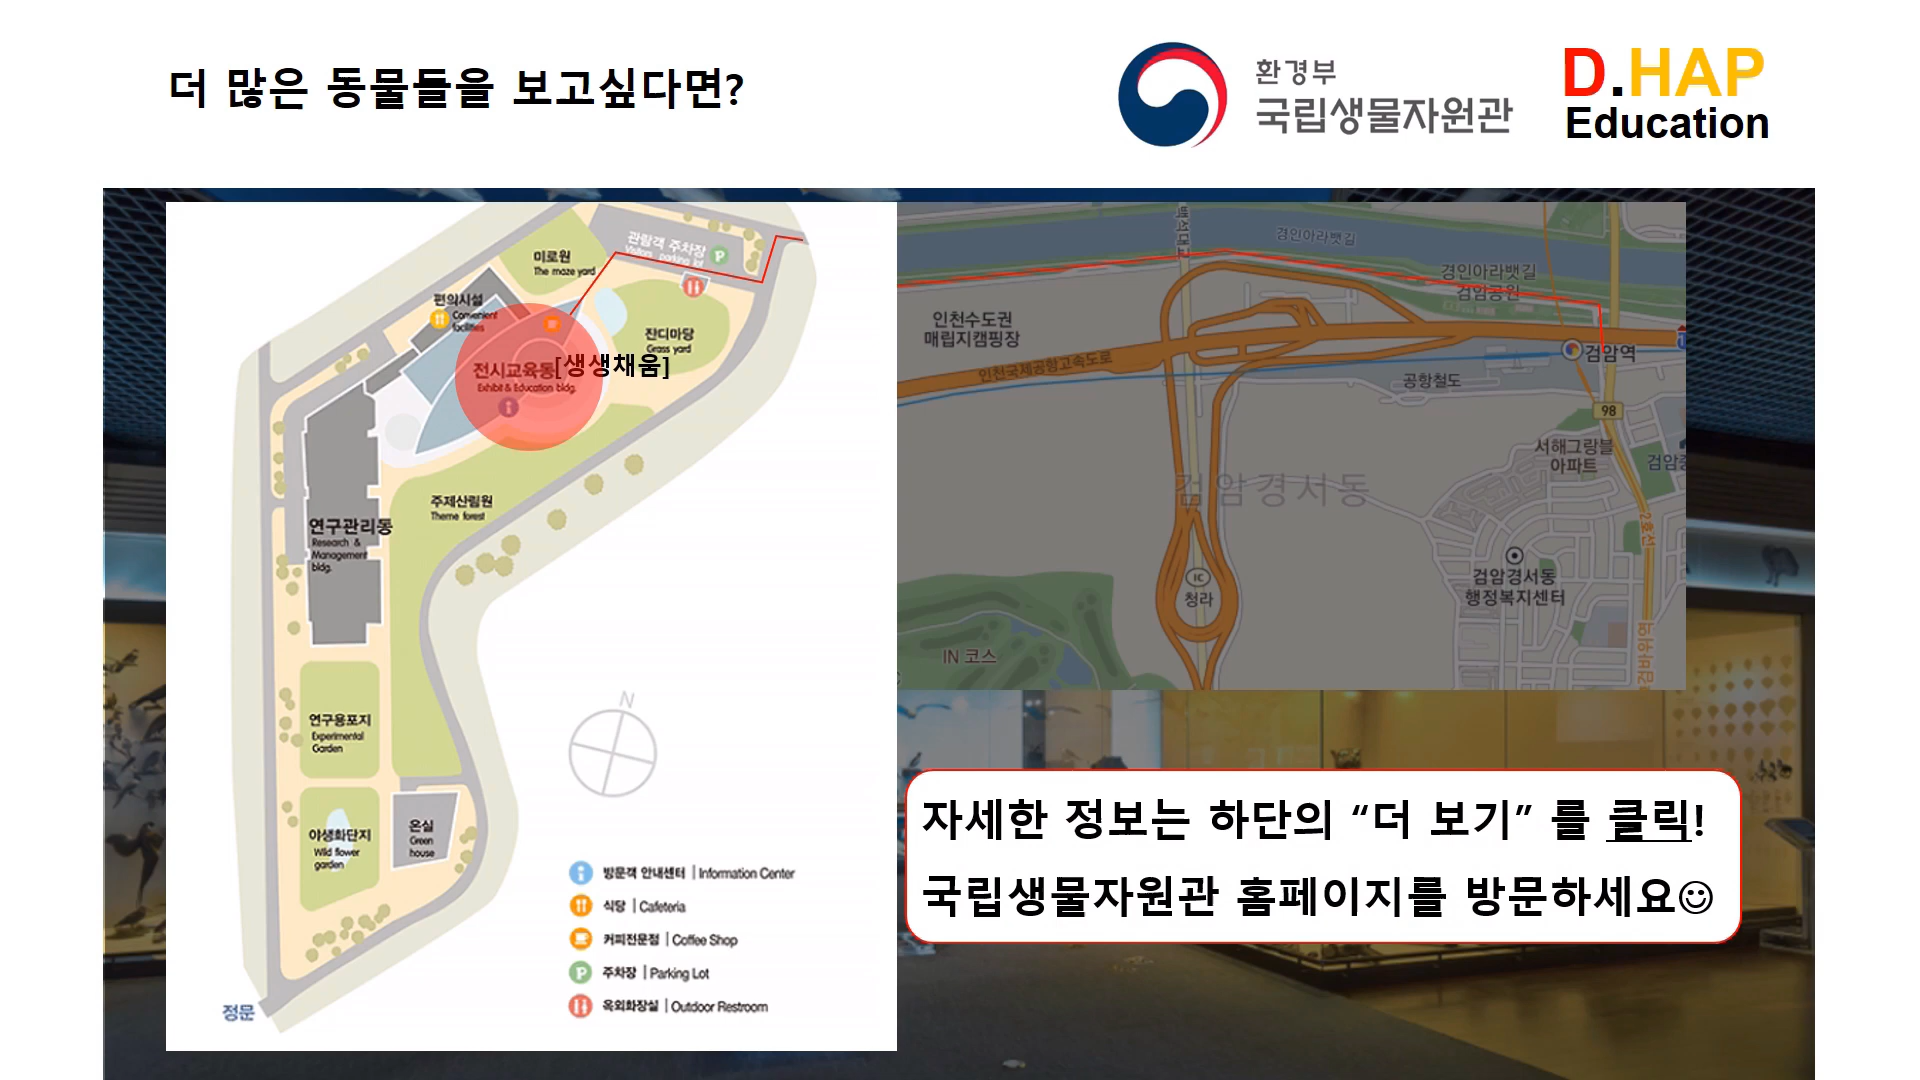 더 많은 동물들을 보고싶다면?
환경부
국립생물자원관
D.HAP
Education
관람객 주차장
Visitors parking lot
P
미로원
The maze yard
편의시설
Convenient
facilities
잔디마당
Grass yard
전시교육동[생생채움]
Exhibit & Education bldg.
주제산림원
Theme forest
연구관리동
Research &
Management
bldg.
연구용포지
Experimental
Garden
야생화단지
Wild flower
garden
온실
Green
house
정문
N
방문객 안내센터 | Information Center
식당 | Cafeteria
커피전문점 | Coffee Shop
P 주차장 | Parking Lot
옥외화장실 | Outdoor Restroom
백석대교
경인아라뱃길
경인아라뱃길
검암공원
인천수도권
매립지캠핑장
인천국제공항고속도로
검암역
공항철도
98
서해그랑블
아파트
검암경서동
2호선
검암경서동
행정복지센터
IC
청라
IN 코스
검바위역
자세한 정보는 하단의 “더 보기” 를 클릭!
국립생물자원관 홈페이지를 방문하세요☺